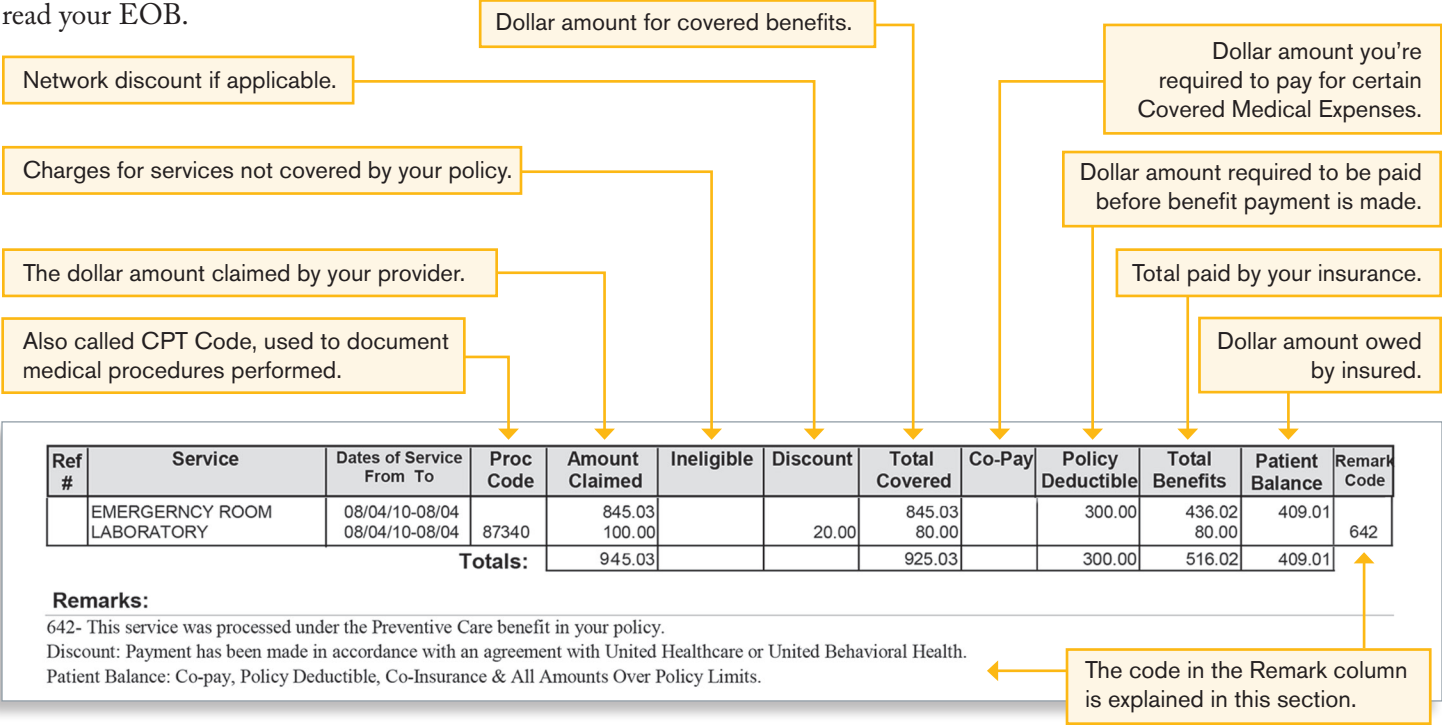 read your EOB.
Dollar amount for covered benefits.
Network discount if applicable.
Dollar amount you're
required to pay for certain
Covered Medical Expenses.
Charges for services not covered by your policy.
Dollar amount required to be paid
before benefit payment is made.
The dollar amount claimed by your provider.
Total paid by your insurance.
Also called CPT Code, used to document
medical procedures performed.
Dollar amount owed
by insured.
Ref # Service Dates of Service From To Proc Code Amount Claimed Ineligible Discount Total Covered Co-Pay Policy Deductible Total Benefits Patient Balance Remark Code
EMERGERNCY ROOM 08/04/10-08/04 845.03 845.03 300.00 436.02 409.01
LABORATORY 08/04/10-08/04 87340 100.00 20.00 80.00 80.00 642
Totals: 945.03 925.03 300.00 516.02 409.01
Remarks:
642- This service was processed under the Preventive Care benefit in your policy.
Discount: Payment has been made in accordance with an agreement with United Healthcare or United Behavioral Health.
Patient Balance: Co-pay, Policy Deductible, Co-Insurance & All Amounts Over Policy Limits.
The code in the Remark column
is explained in this section.